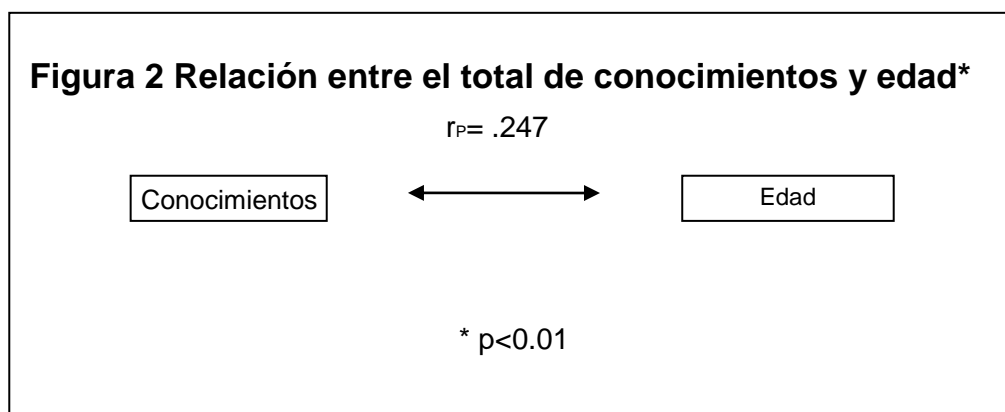 Figura 2 Relación entre el total de conocimientos y edad*
rP= .247
Conocimientos
Edad
* p<0.01